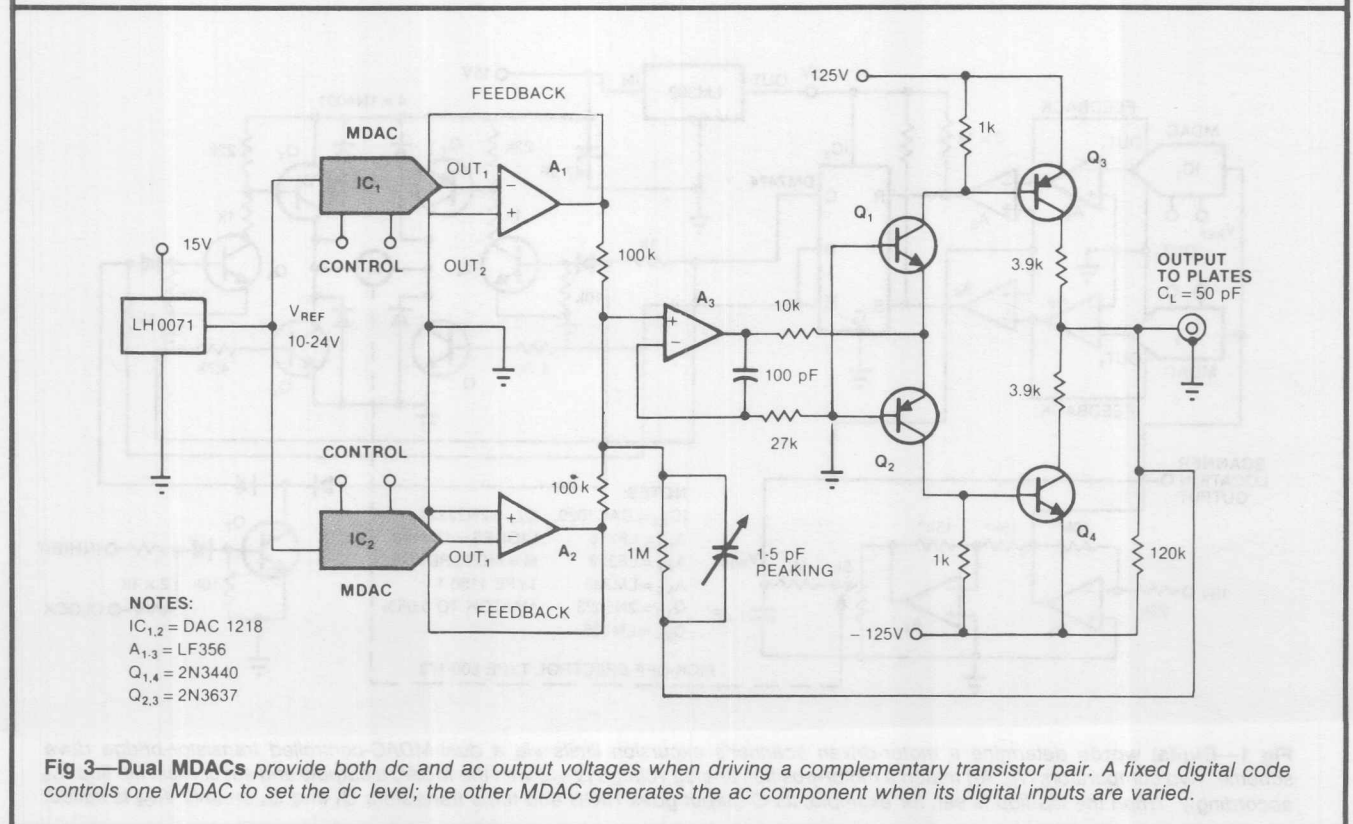 FEEDBACK
MDAC
IC1
OUT1
A1
−
+
CONTROL
OUT2
15V
LH0071
VREF
10-24V
100k
A3
+
−
10k
100 pF
27k
125V
1k
Q3
Q1
3.9k
OUTPUT
TO PLATES
CL = 50 pF
3.9k
Q2
Q4
1k
120k
− 125V
CONTROL
IC2
MDAC
OUT1
+
−
A2
100k
FEEDBACK
1M
1-5 pF
PEAKING
NOTES:
IC1,2 = DAC 1218
A1-3 = LF356
Q1,4 = 2N3440
Q2,3 = 2N3637
Fig 3—Dual MDACs provide both dc and ac output voltages when driving a complementary transistor pair. A fixed digital code
controls one MDAC to set the dc level; the other MDAC generates the ac component when its digital inputs are varied.